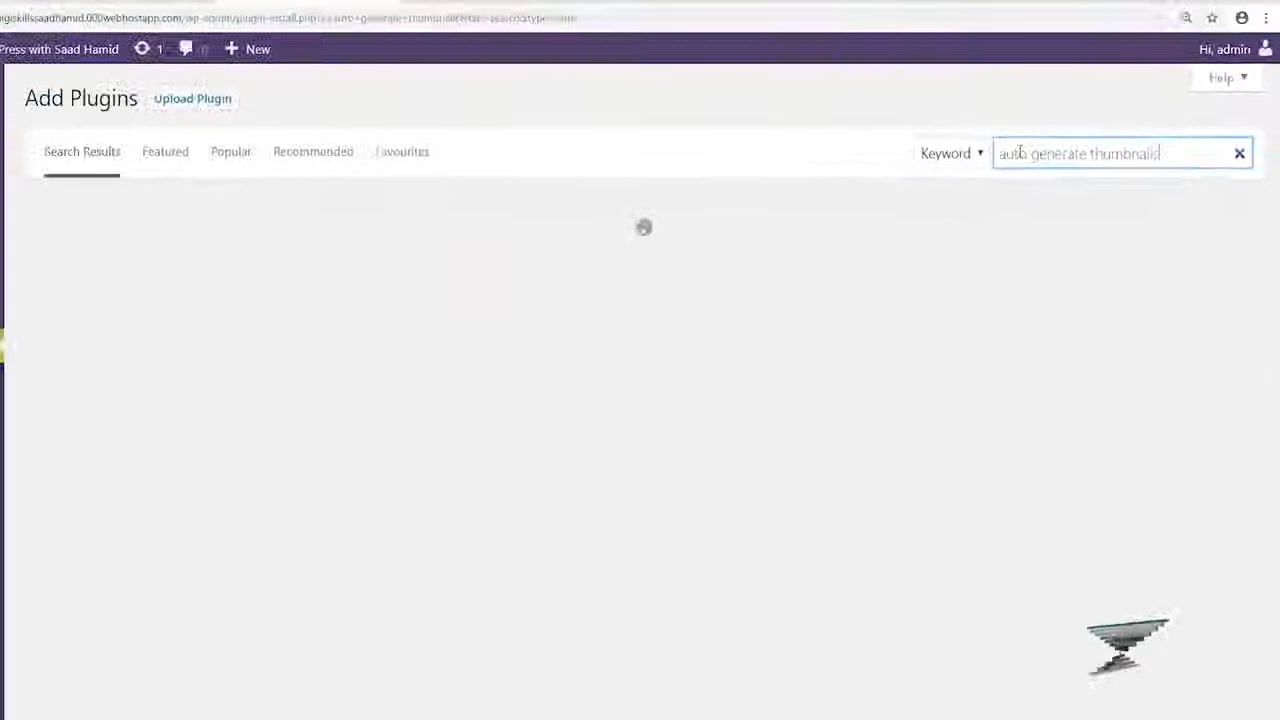 Press with Saad Hamid 1 0 New Hi, admin
Help
Add Plugins Upload Plugin
Search Results Featured Popular Recommended Favourites Keyword auto generate thumbnails